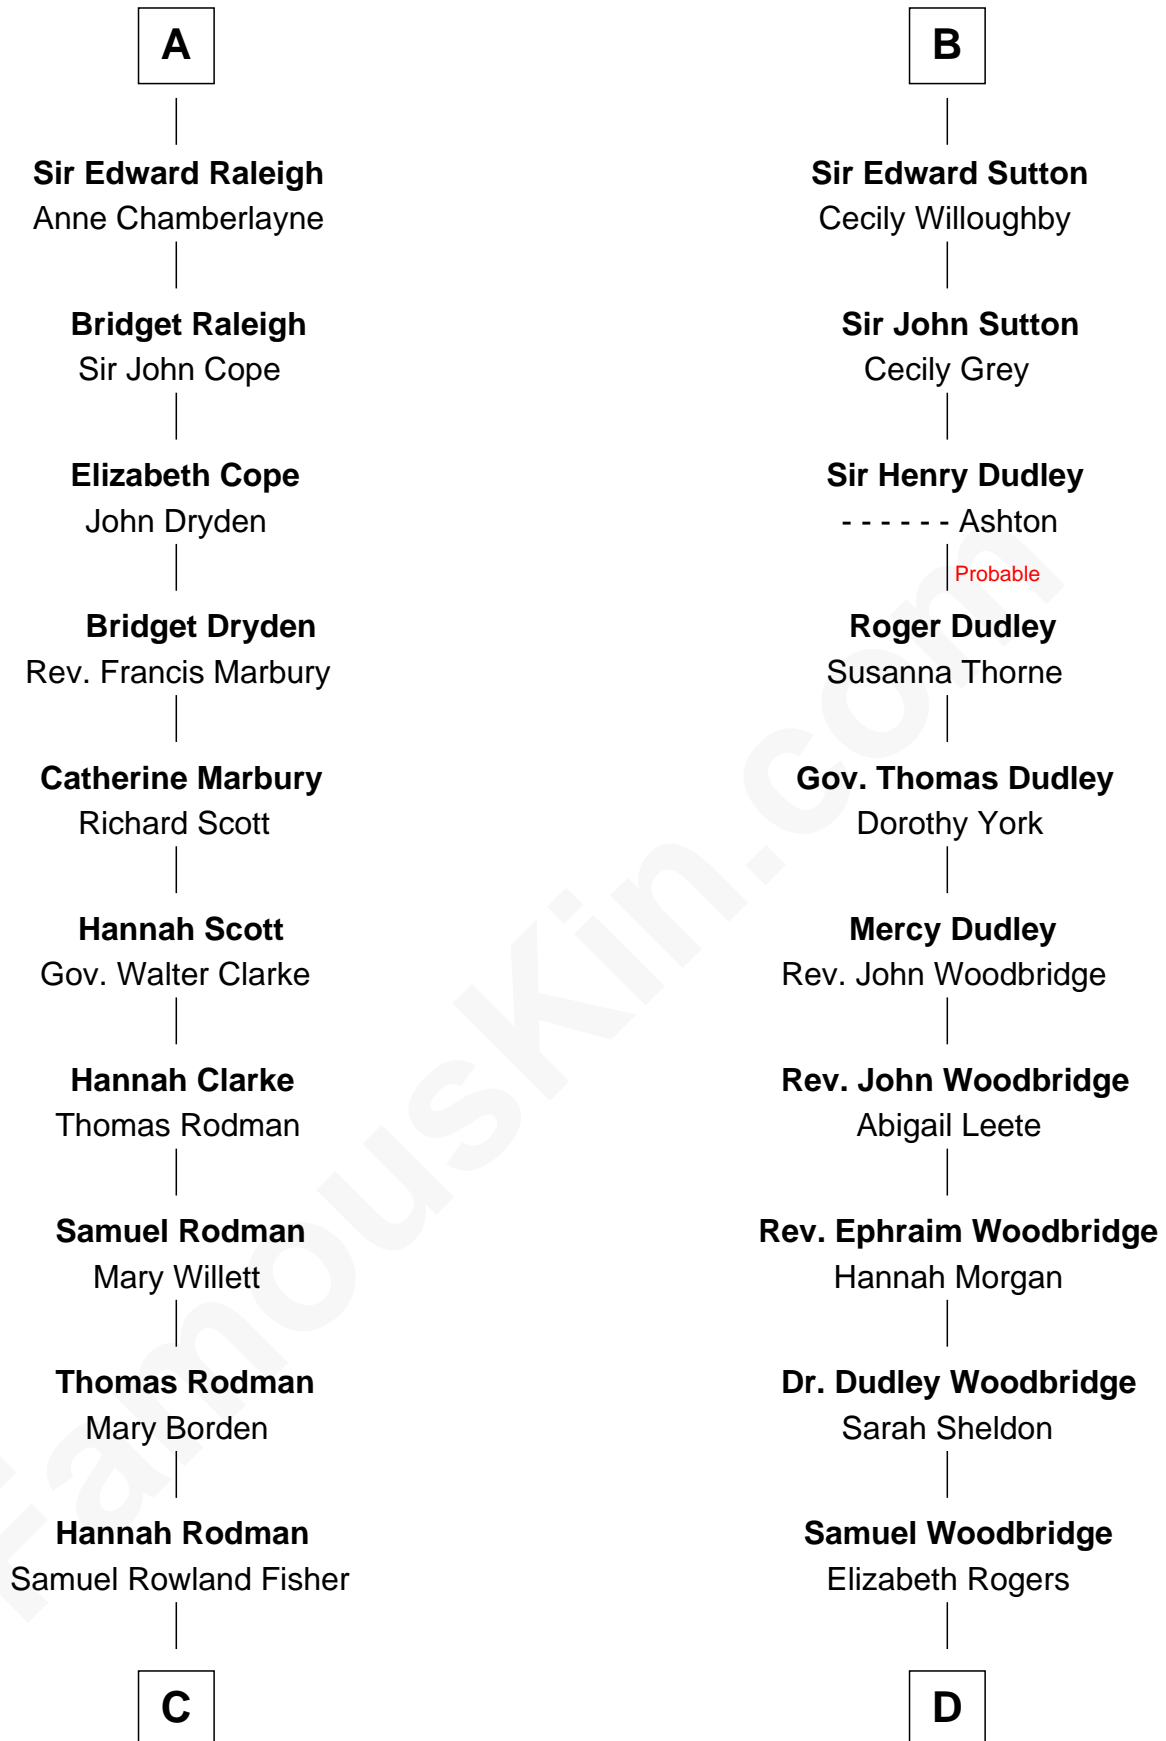 A
Sir Edward Raleigh
Anne Chamberlayne
Bridget Raleigh
Sir John Cope
Elizabeth Cope
John Dryden
Bridget Dryden
Rev. Francis Marbury
Catherine Marbury
Richard Scott
Hannah Scott
Gov. Walter Clarke
Hannah Clarke
Thomas Rodman
Samuel Rodman
Mary Willett
Thomas Rodman
Mary Borden
Hannah Rodman
Samuel Rowland Fisher
C
B
Sir Edward Sutton
Cecily Willoughby
Sir John Sutton
Cecily Grey
Sir Henry Dudley
- - - - - - Ashton
Probable
Roger Dudley
Susanna Thorne
Gov. Thomas Dudley
Dorothy York
Mercy Dudley
Rev. John Woodbridge
Rev. John Woodbridge
Abigail Leete
Rev. Ephraim Woodbridge
Hannah Morgan
Dr. Dudley Woodbridge
Sarah Sheldon
Samuel Woodbridge
Elizabeth Rogers
D
FamousKin.com